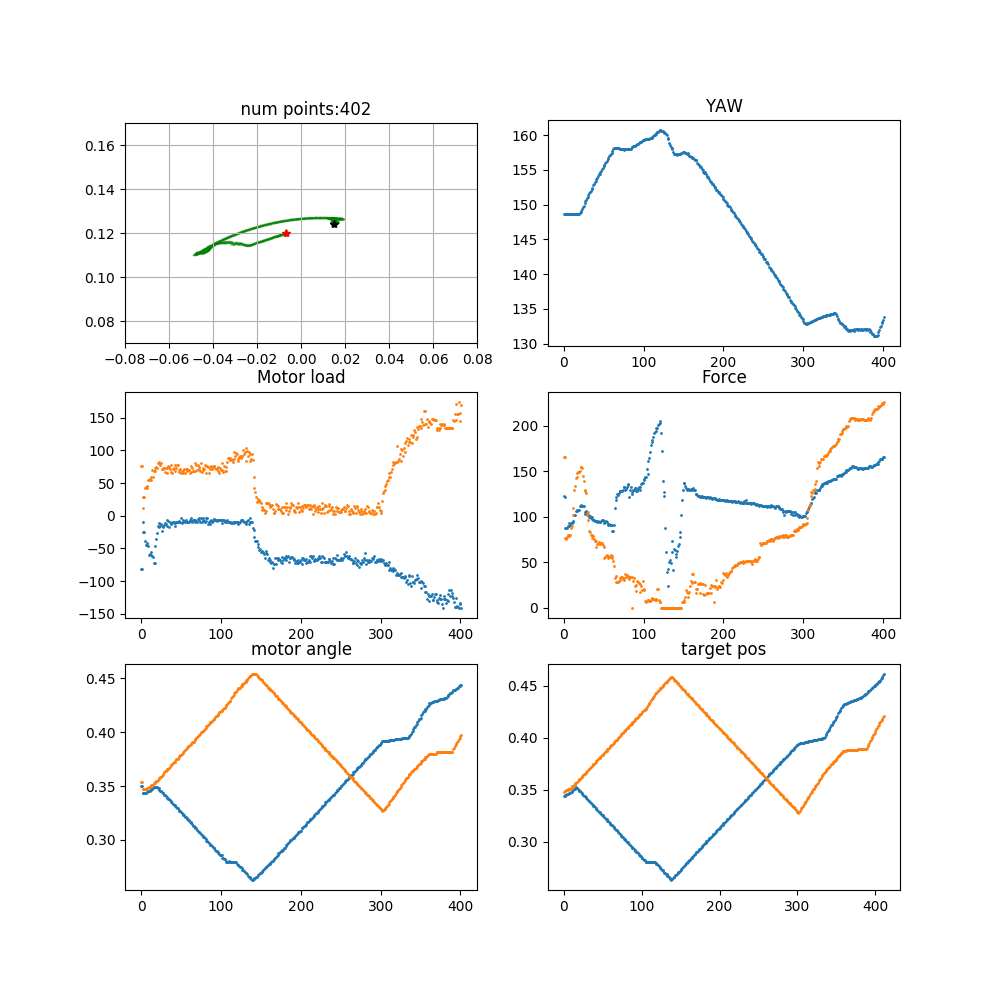 num points:402
YAW
0.16
0.14
0.12
0.10
0.08
−0.08 −0.06 −0.04 −0.02 0.00 0.02 0.04 0.06 0.08
160
155
150
145
140
135
130
0 100 200 300 400
Motor load
Force
150
100
50
0
−50
−100
−150
0 100 200 300 400
200
150
100
50
0
0 100 200 300 400
motor angle
target pos
0.45
0.40
0.35
0.30
0 100 200 300 400
0.45
0.40
0.35
0.30
0 100 200 300 400